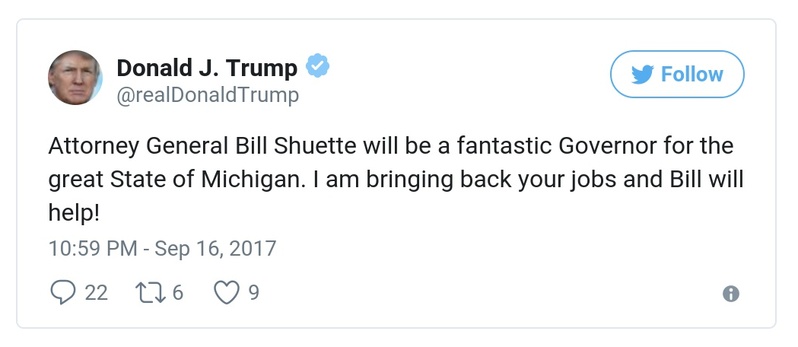 Donald J. Trump
Follow
@realDonaldTrump
Attorney General Bill Shuette will be a fantastic Governor for the
great State of Michigan. I am bringing back your jobs and Bill will
help!
10:59 PM - Sep 16, 2017
22 6 9